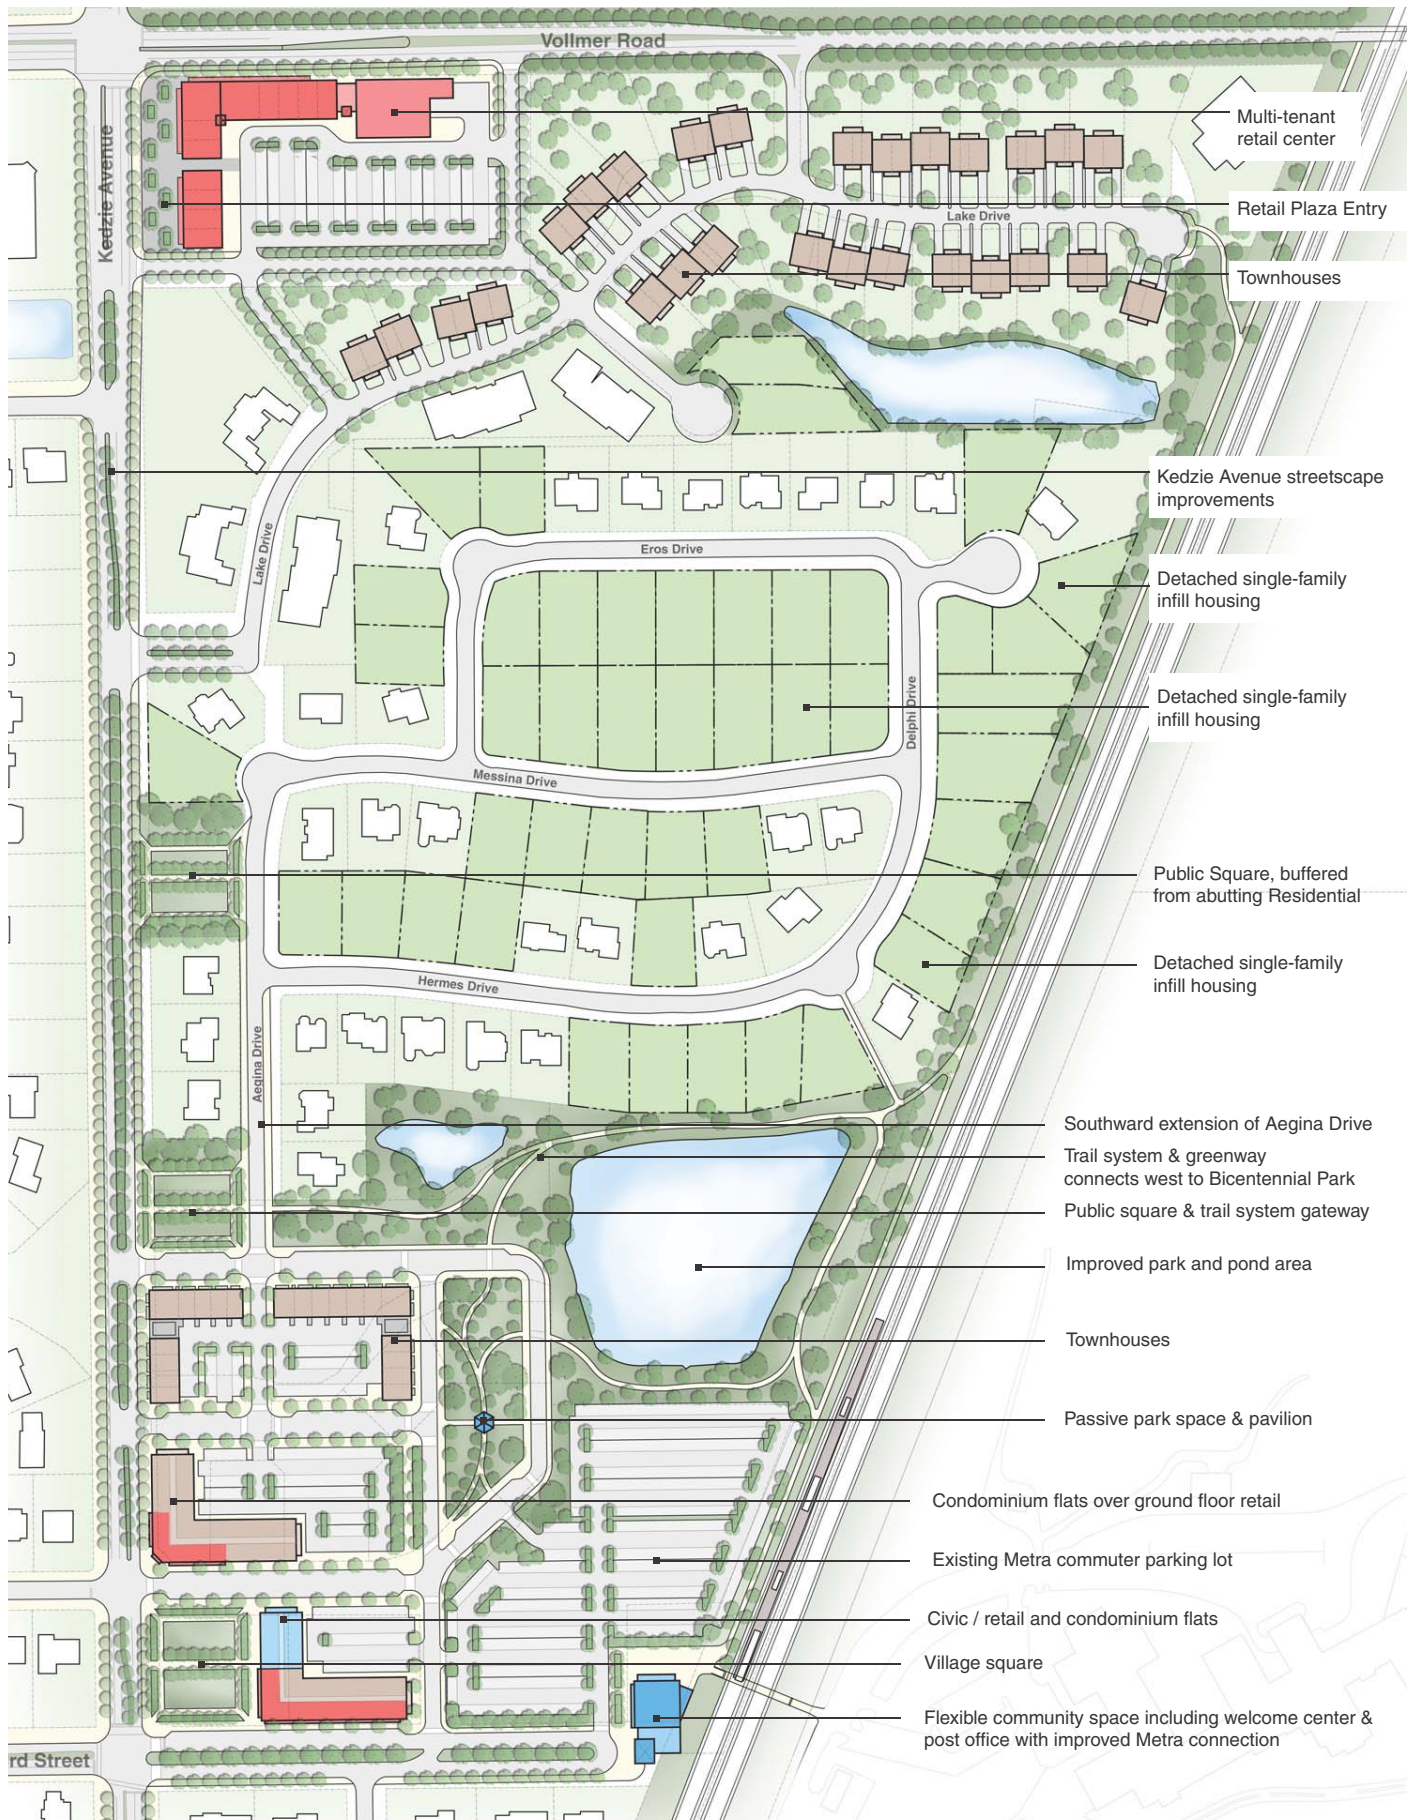 Vollmer Road
Kedzie Avenue
Multi-tenant
retail center
Retail Plaza Entry
Lake Drive
Townhouses
Kedzie Avenue streetscape
improvements
Lake Drive
Eros Drive
Detached single-family
infill housing
Detached single-family
infill housing
Delphi Drive
Messina Drive
Public Square, buffered
from abutting Residential
Detached single-family
infill housing
Hermes Drive
Aegina Drive
Southward extension of Aegina Drive
Trail system & greenway
connects west to Bicentennial Park
Public square & trail system gateway
Improved park and pond area
Townhouses
Passive park space & pavilion
Condominium flats over ground floor retail
Existing Metra commuter parking lot
Civic / retail and condominium flats
Village square
Flexible community space including welcome center &
post office with improved Metra connection
rd Street